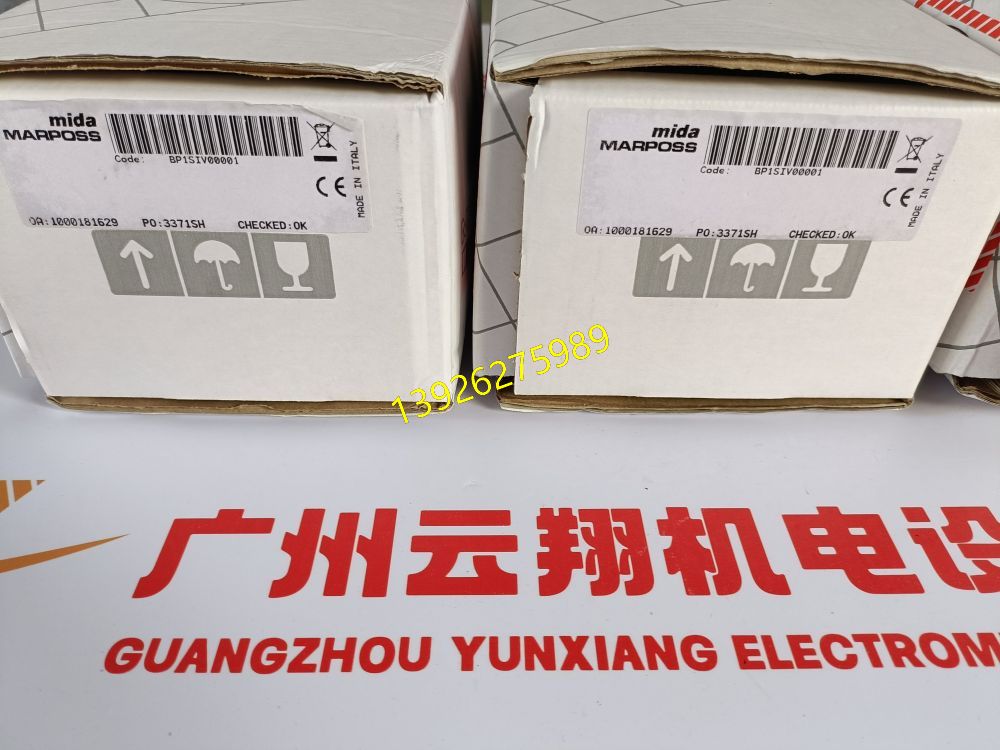 mida
MARPOSS
Code: BP1SIV00001
MADE IN ITALY
OA:1000181629 PO:3371SH CHECKED:OK
mida
MARPOSS
Code: BP1SIV00001
MADE IN ITALY
OA:1000181629 PO:3371SH CHECKED:OK
13926275989
广州云翔机电设
GUANGZHOU YUNXIANG ELECTROM